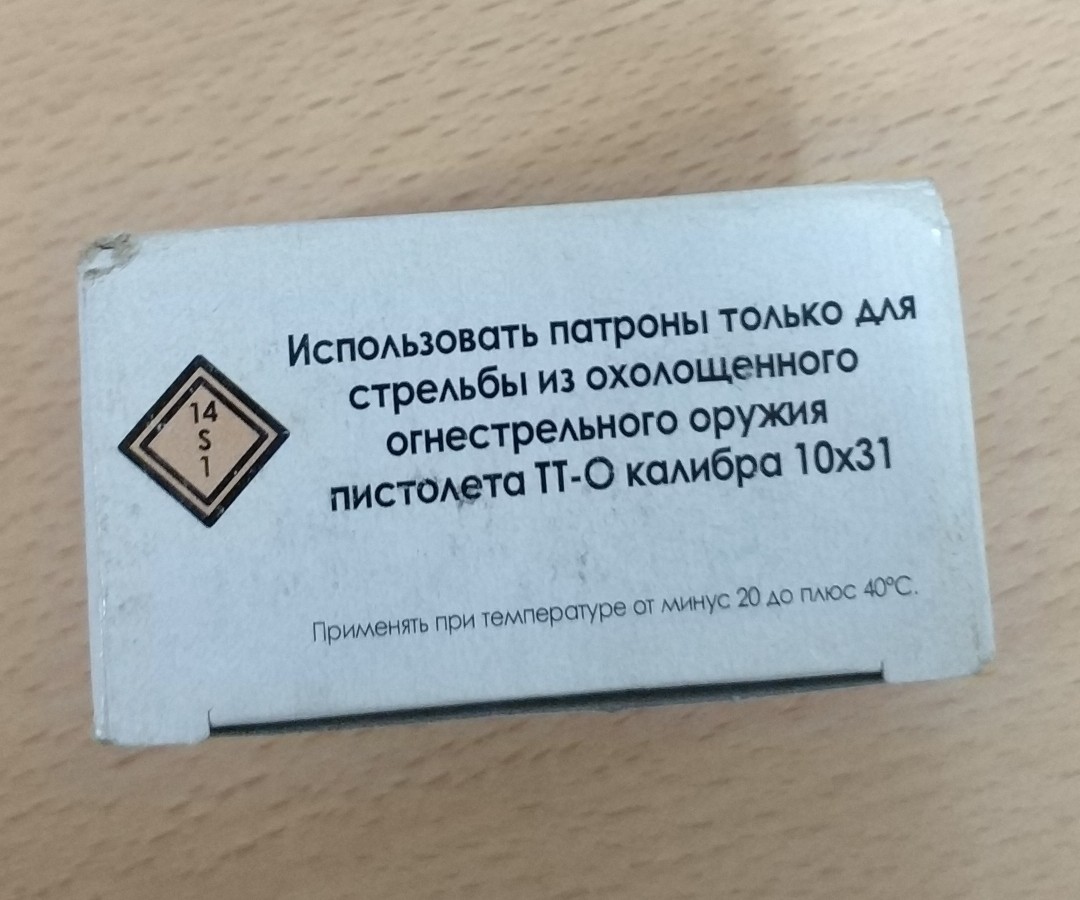 14
S
1
Использовать патроны только для
стрельбы из охолощенного
огнестрельного оружия
пистолета ТТ-О калибра 10х31
Применять при температуре от минус 20 до плюс 40°С.